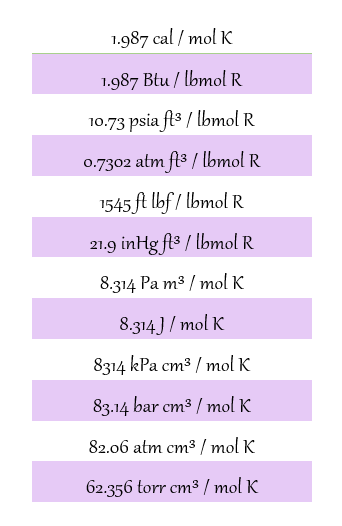 1.987 cal / mol K
1.987 Btu / lbmol R
10.73 psia ft³ / lbmol R
0.7302 atm ft³ / lbmol R
1545 ft lbf / lbmol R
21.9 inHg ft³ / lbmol R
8.314 Pa m³ / mol K
8.314 J / mol K
8314 kPa cm³ / mol K
83.14 bar cm³ / mol K
82.06 atm cm³ / mol K
62.356 torr cm³ / mol K